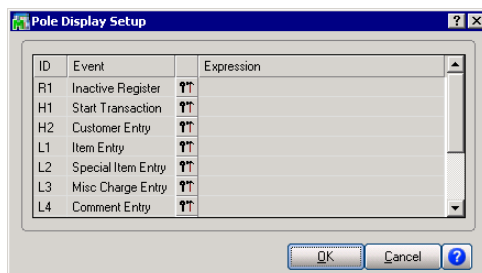 Pole Display Setup
ID Event Expression
R1 Inactive Register
H1 Start Transaction
H2 Customer Entry
L1 Item Entry
L2 Special Item Entry
L3 Misc Charge Entry
L4 Comment Entry
OK Cancel